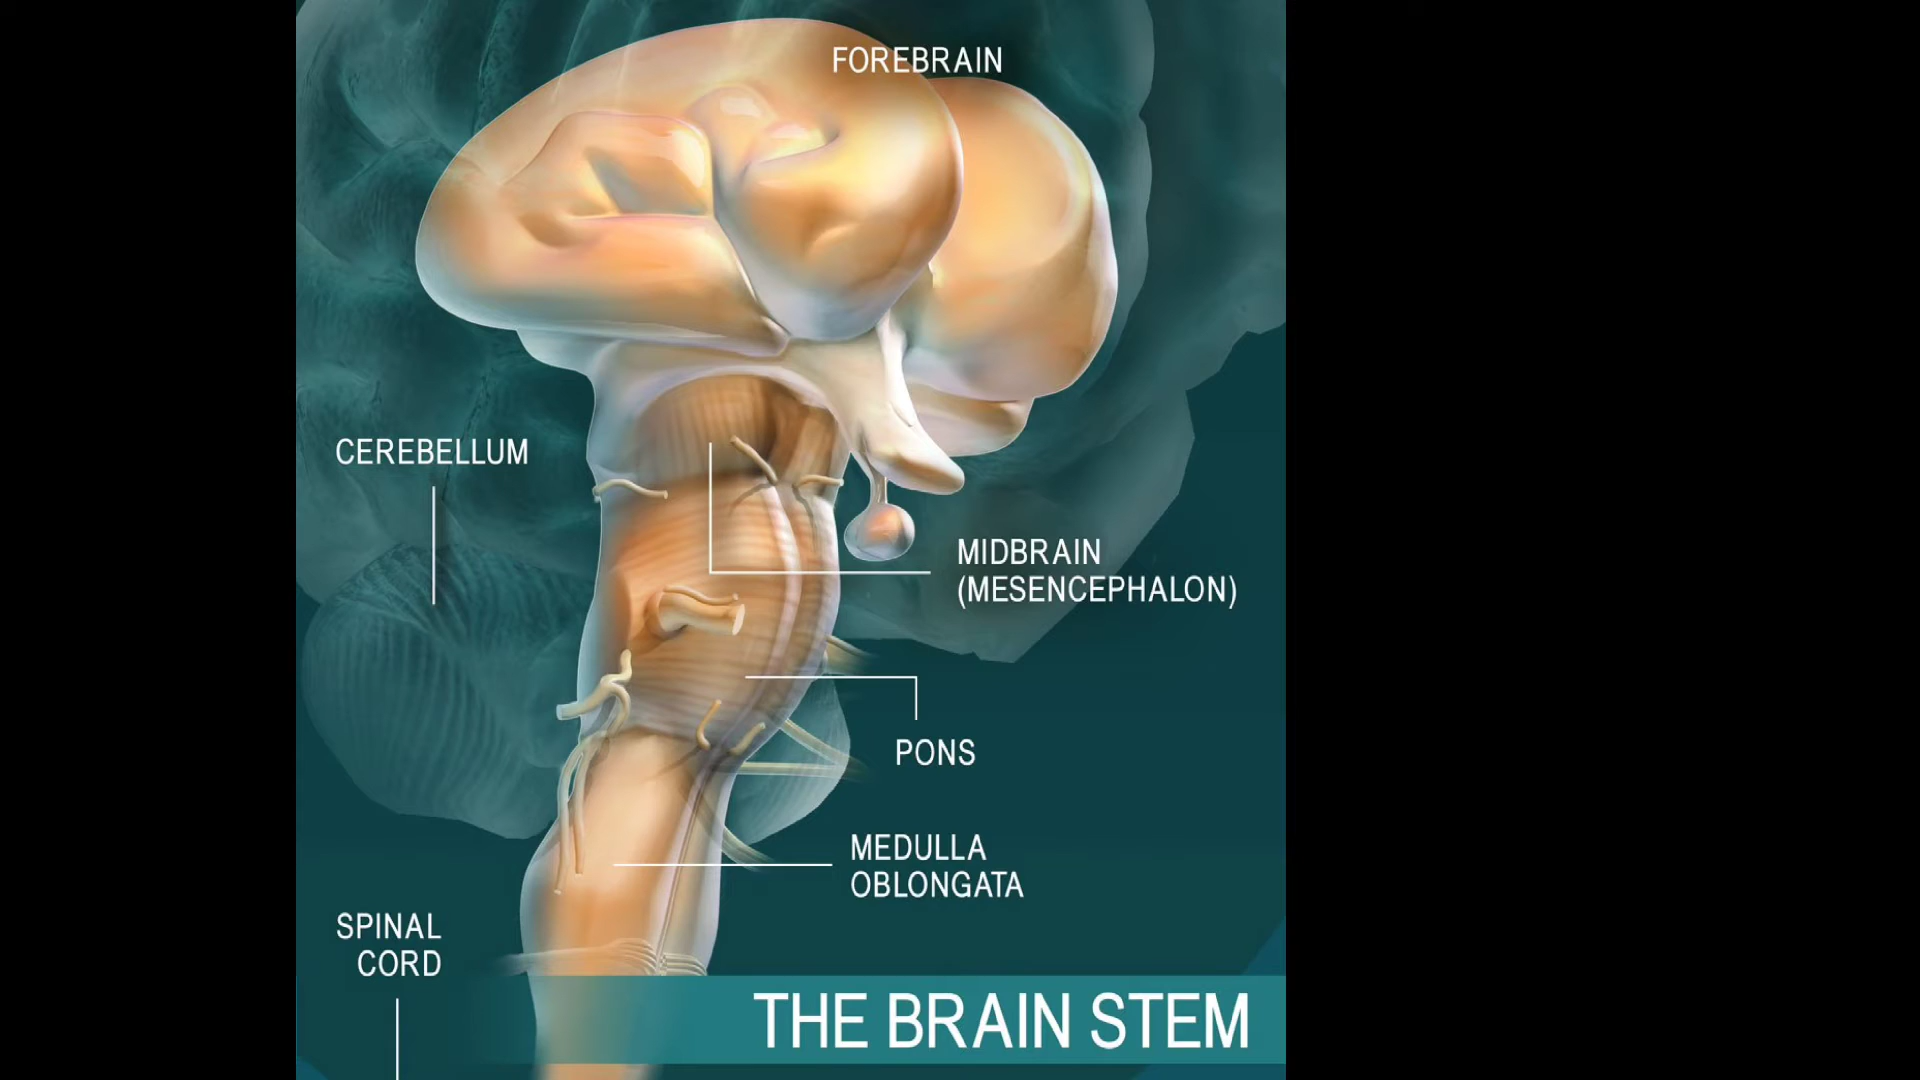 FOREBRAIN
CEREBELLUM
MIDBRAIN
(MESENCEPHALON)
PONS
MEDULLA
OBLONGATA
SPINAL
CORD
THE BRAIN STEM